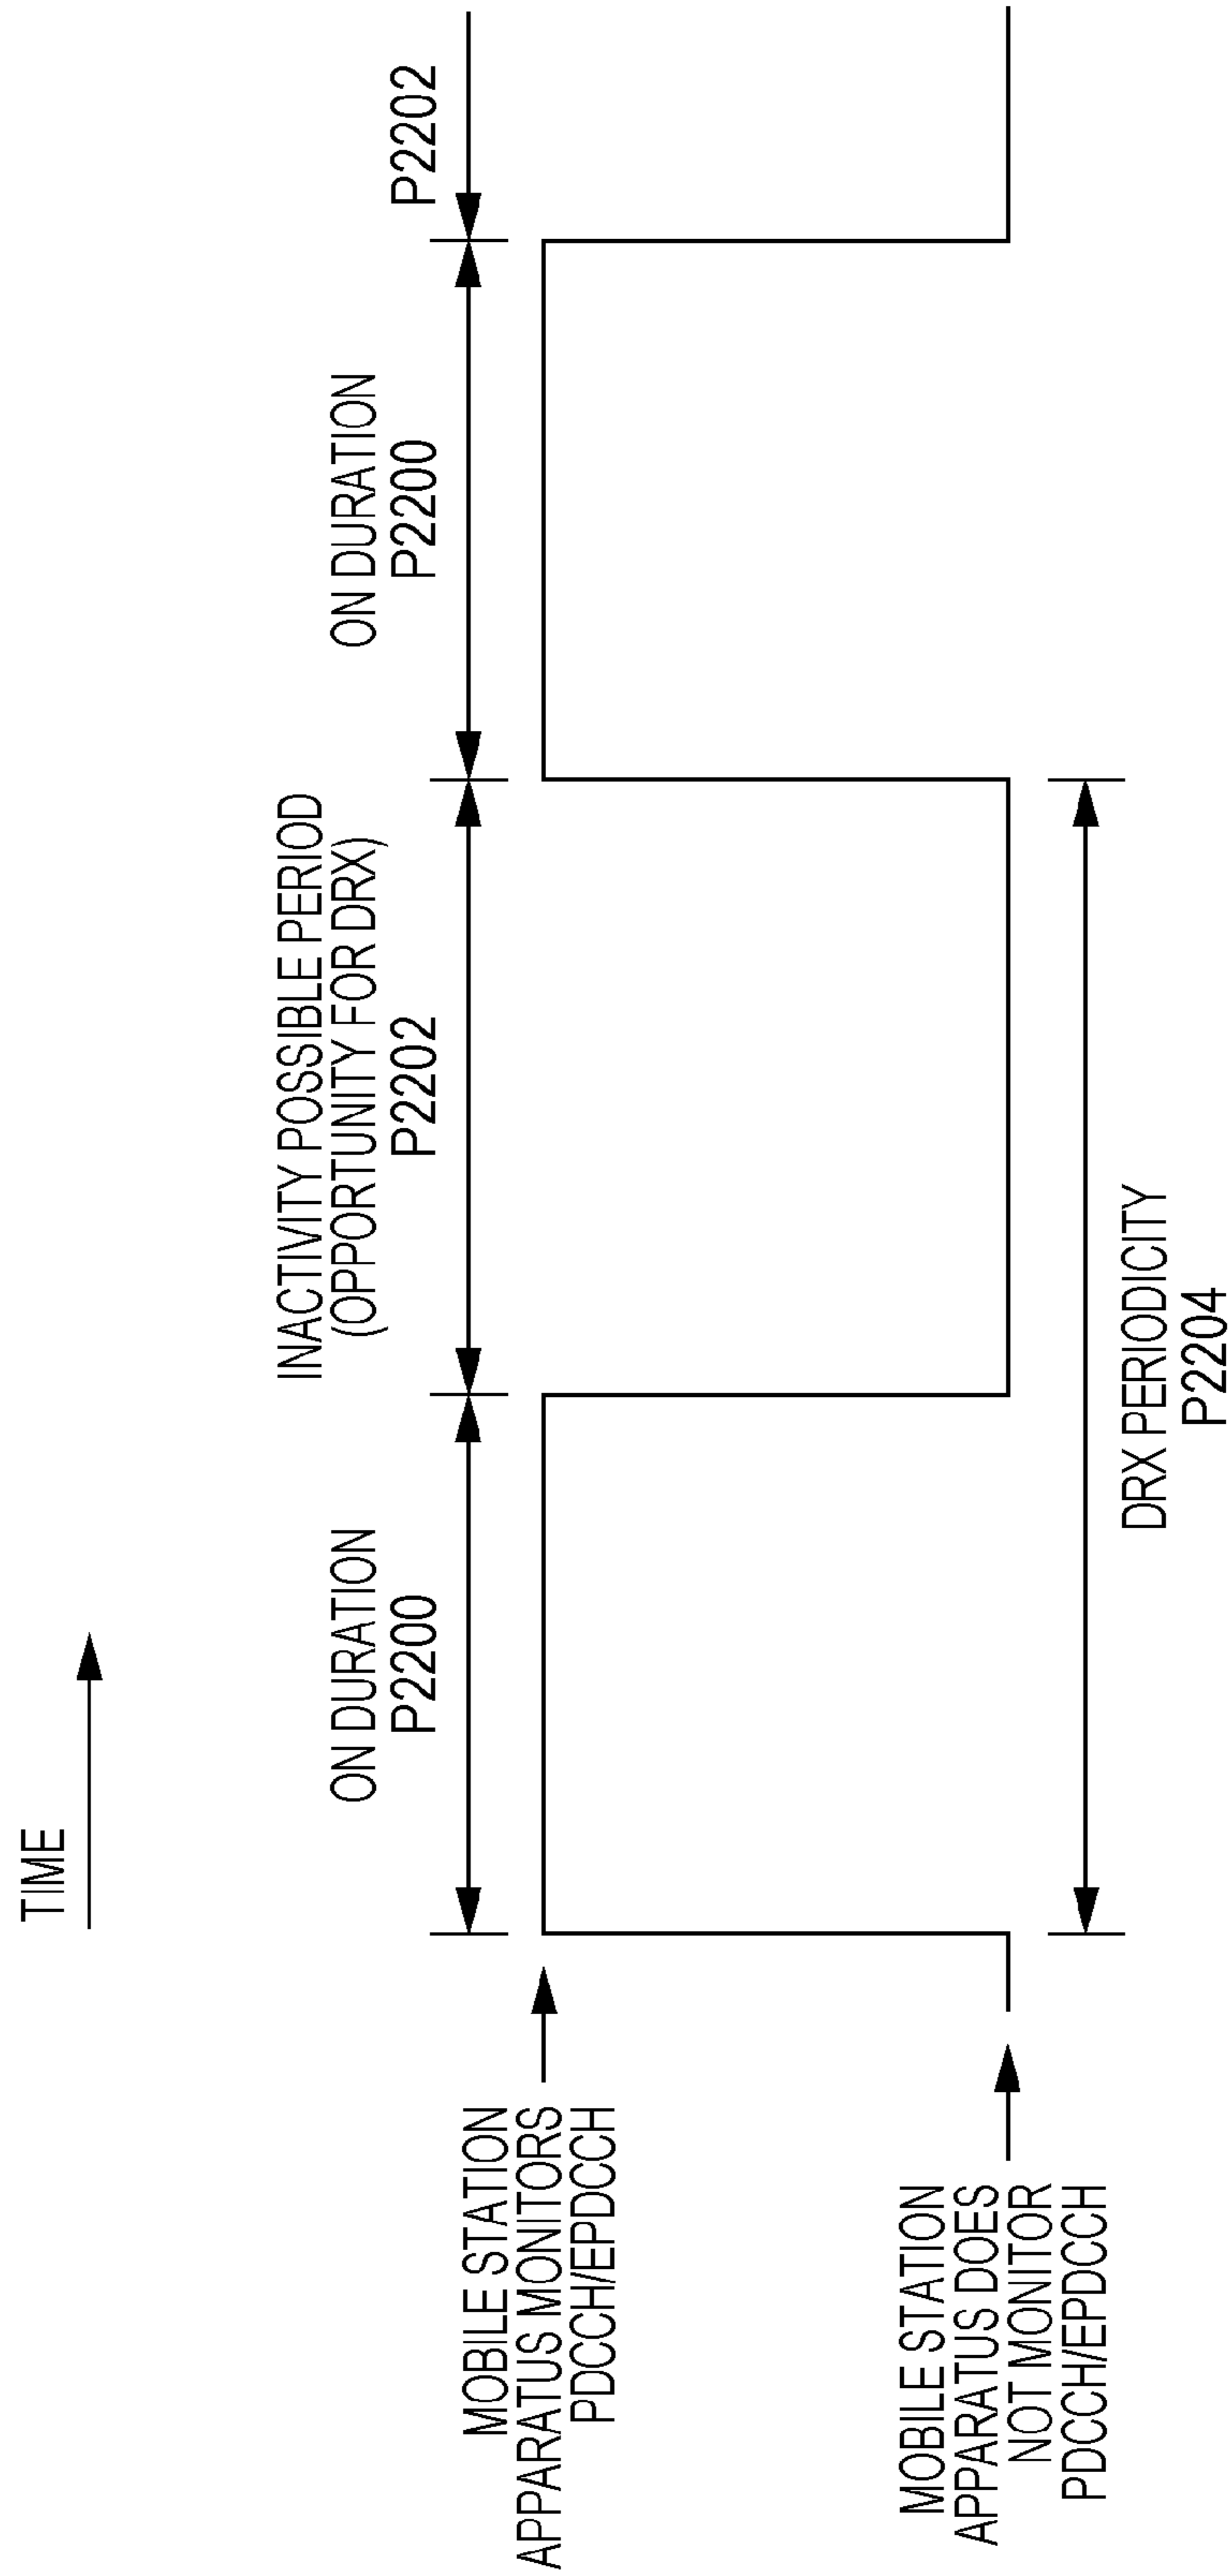 TIME
INACTIVITY POSSIBLE PERIOD
(OPPORTUNITY FOR DRX)
ON DURATION
P2200
P2202
ON DURATION
P2200
P2202
MOBILE STATION
APPARATUS MONITORS
PDCCH/EPDCCH
MOBILE STATION
APPARATUS DOES
NOT MONITOR
PDCCH/EPDCCH
DRX PERIODICITY
P2204